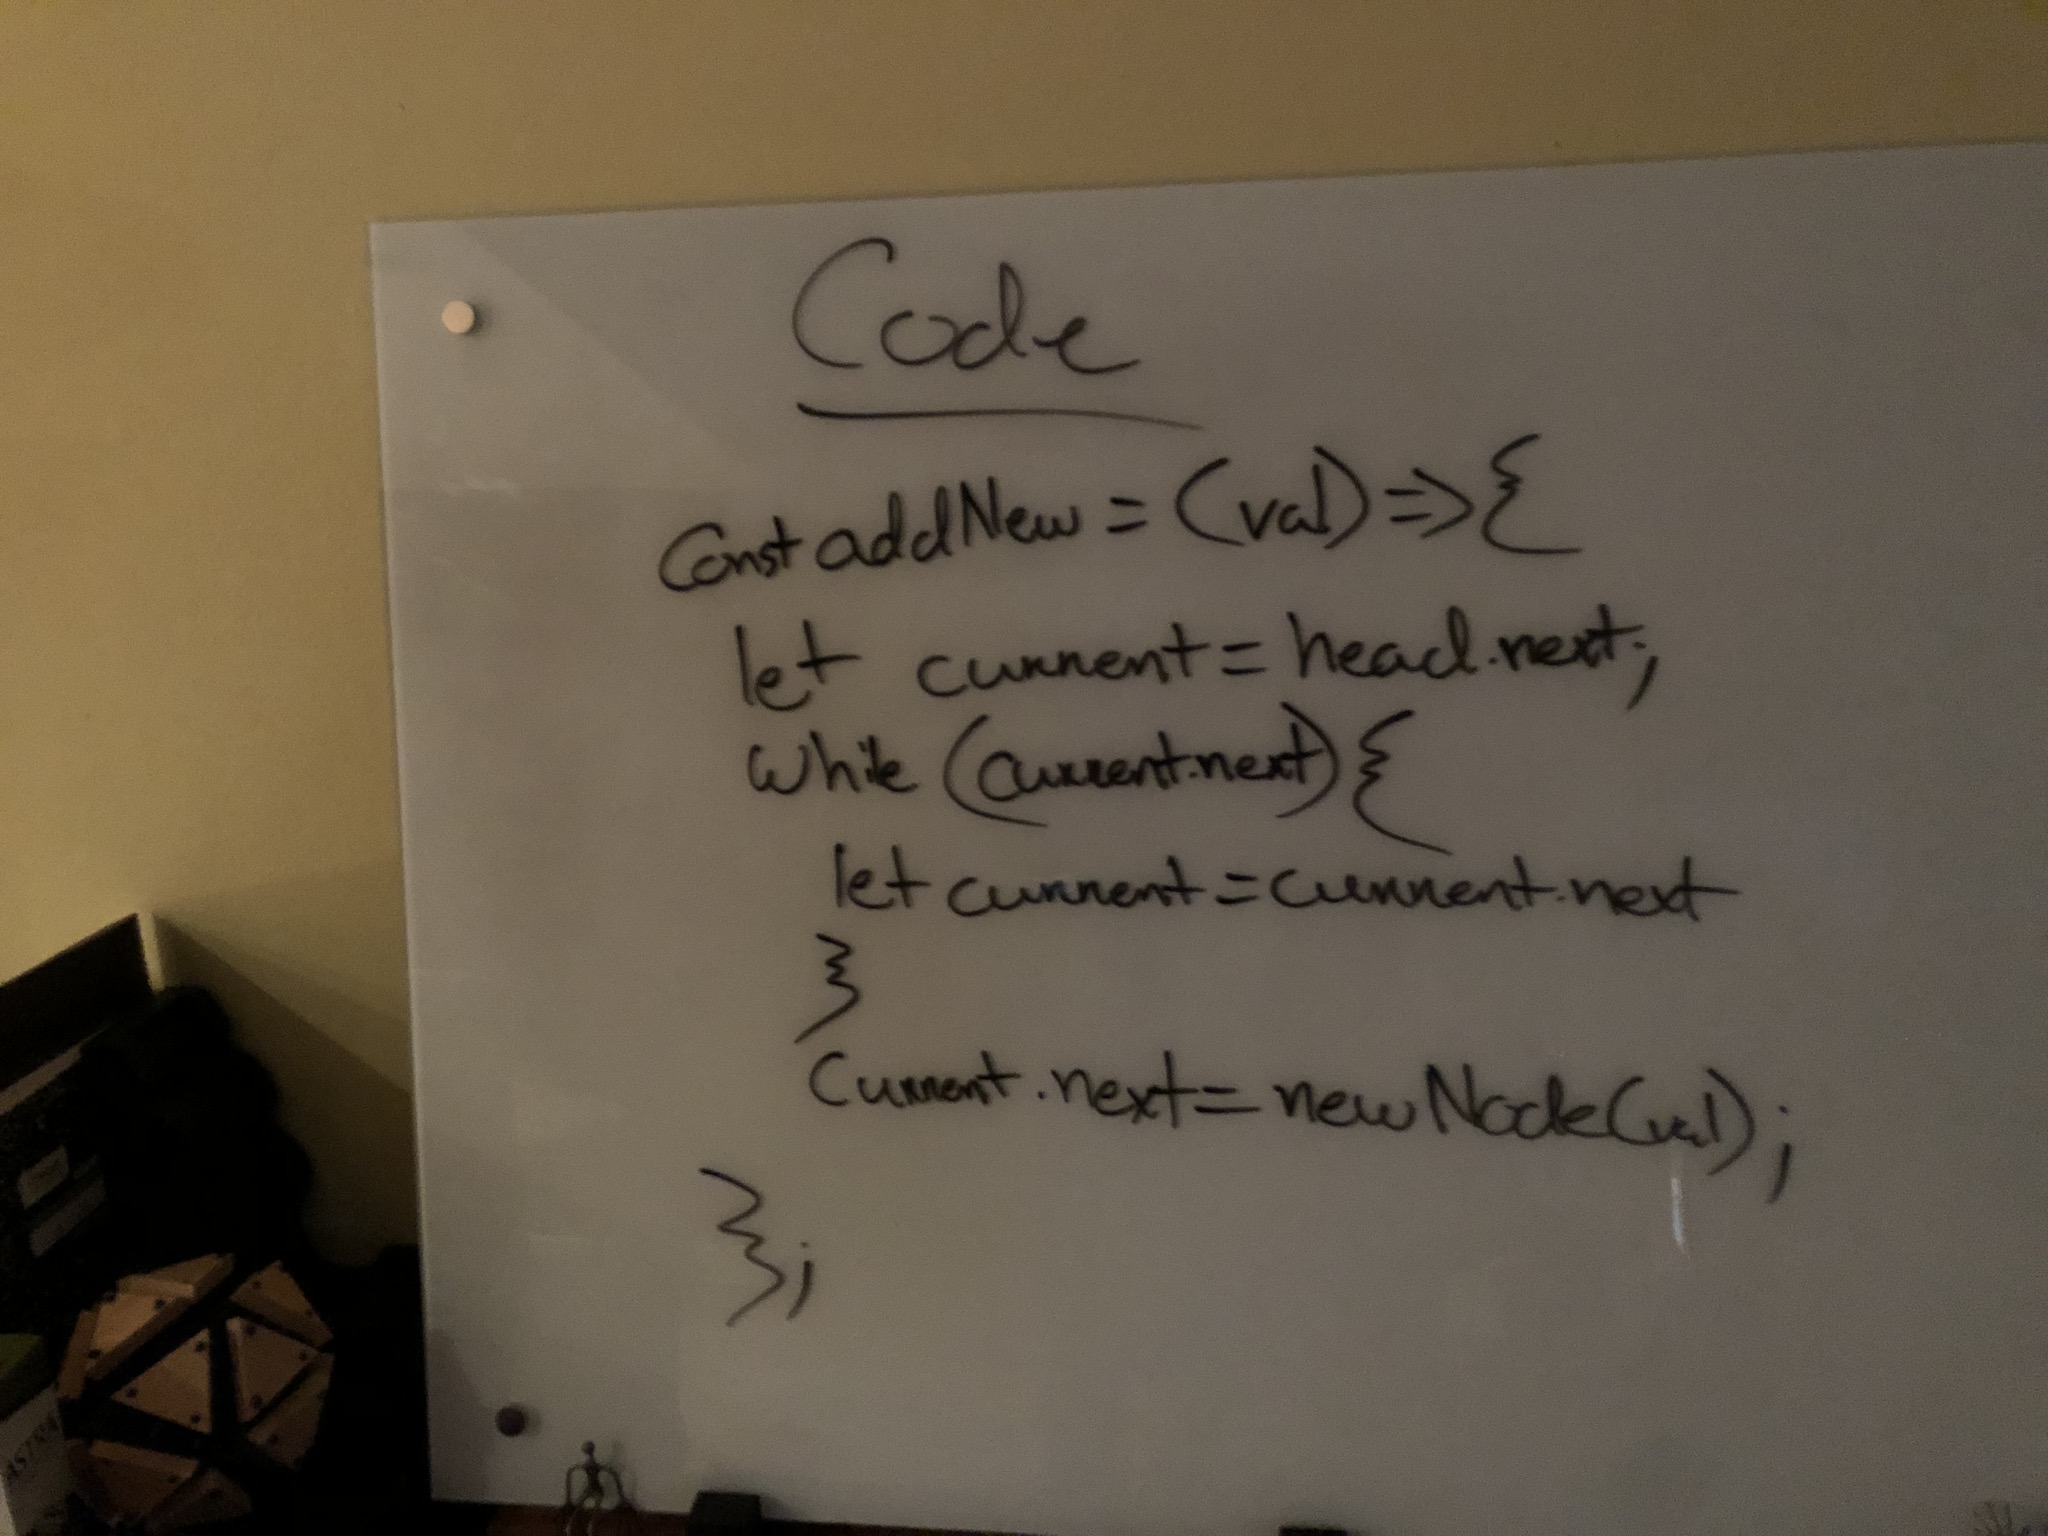 Code
Const addNew = (val) => {
let current = head.next;
while (current.next) {
let current = current.next
}
Current.next = new Node(val);
};
ASTRA